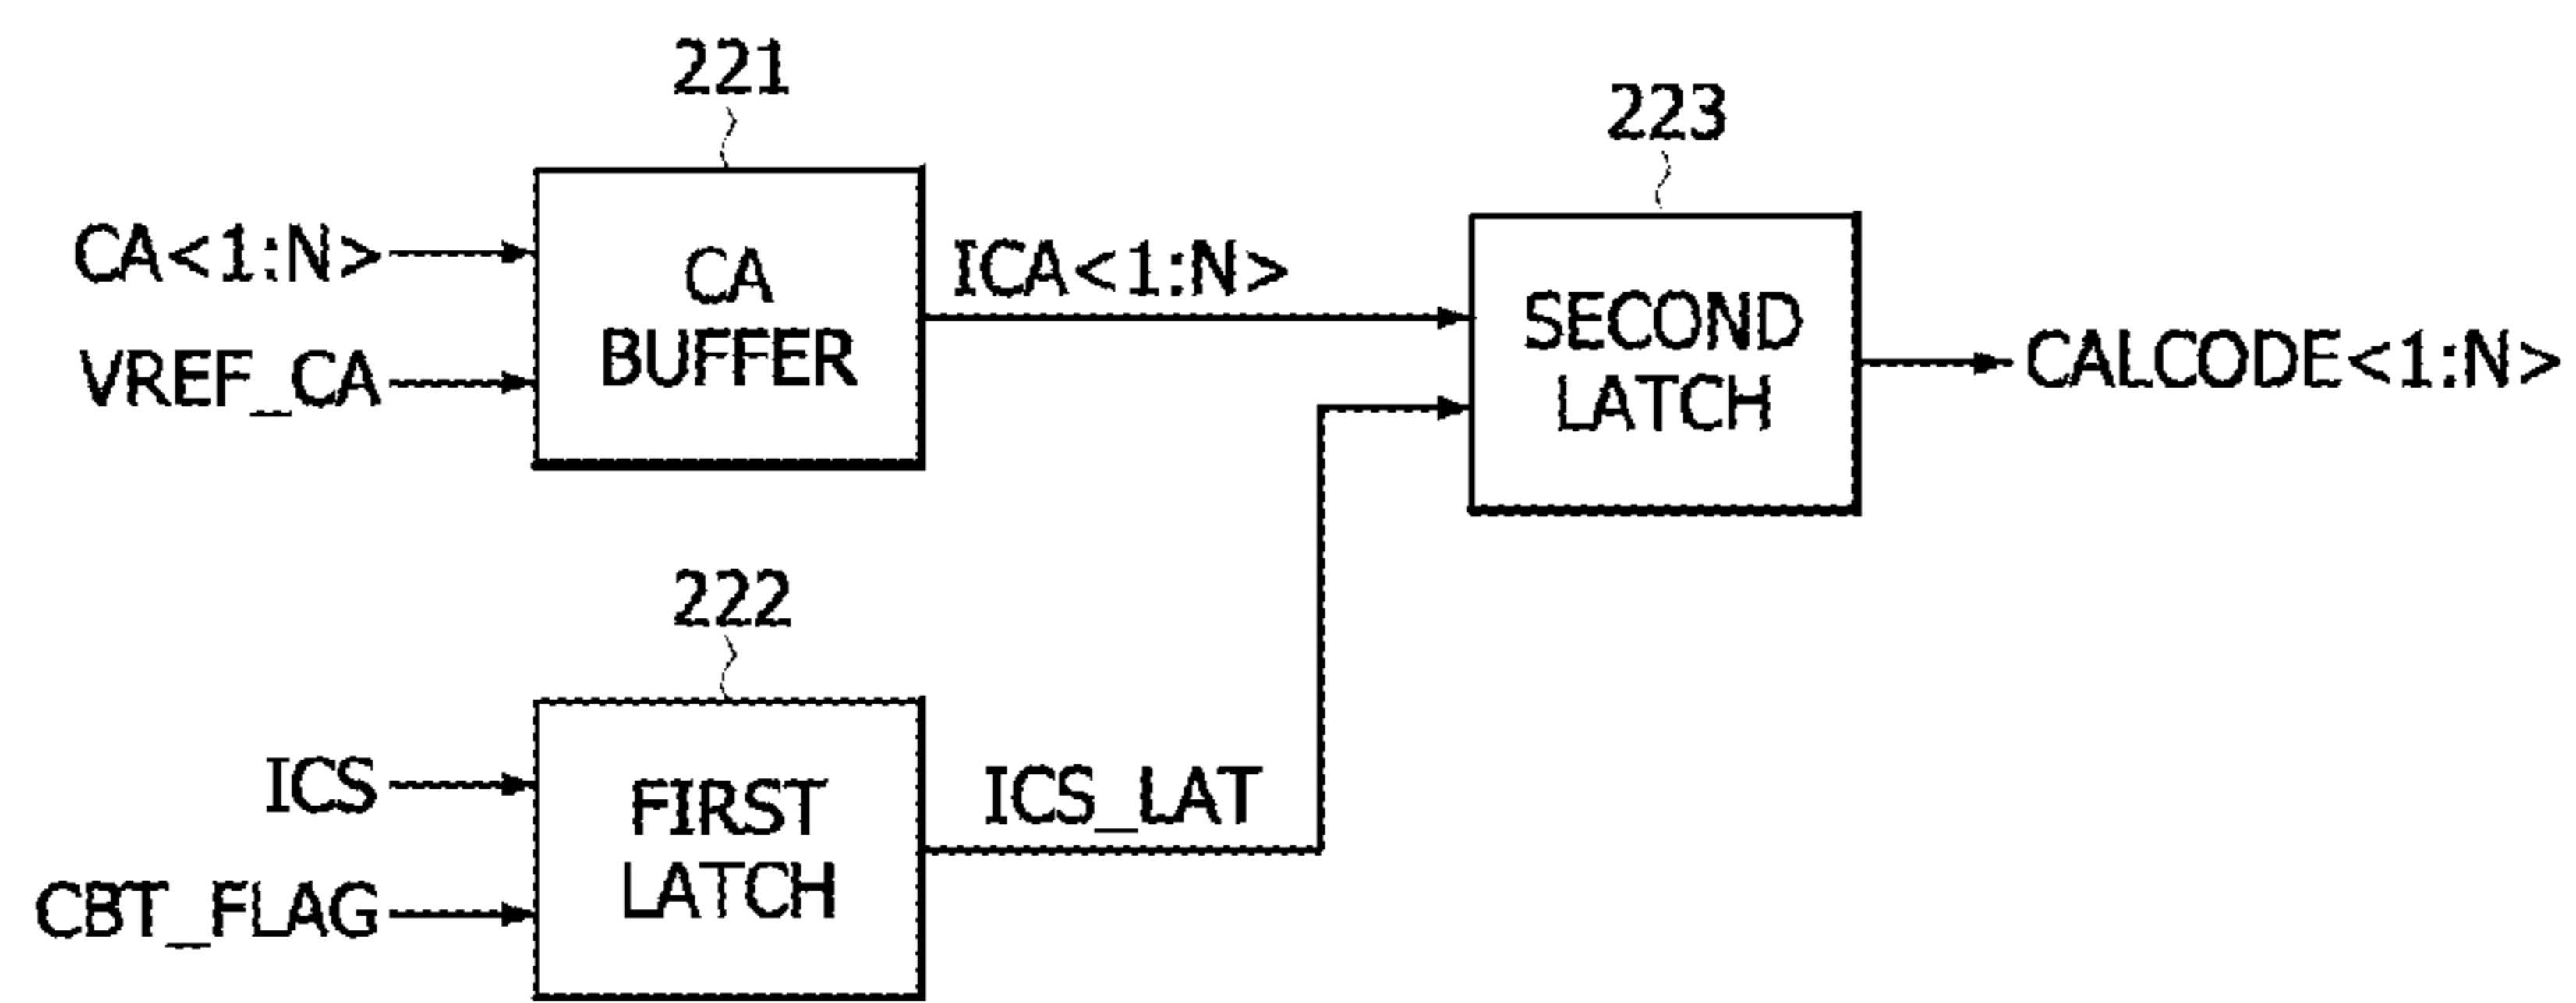 221
223
CA<1:N>
VREF_CA
CA
BUFFER
ICA<1:N>
SECOND
LATCH
CALCODE<1:N>
222
ICS
CBT_FLAG
FIRST
LATCH
ICS_LAT